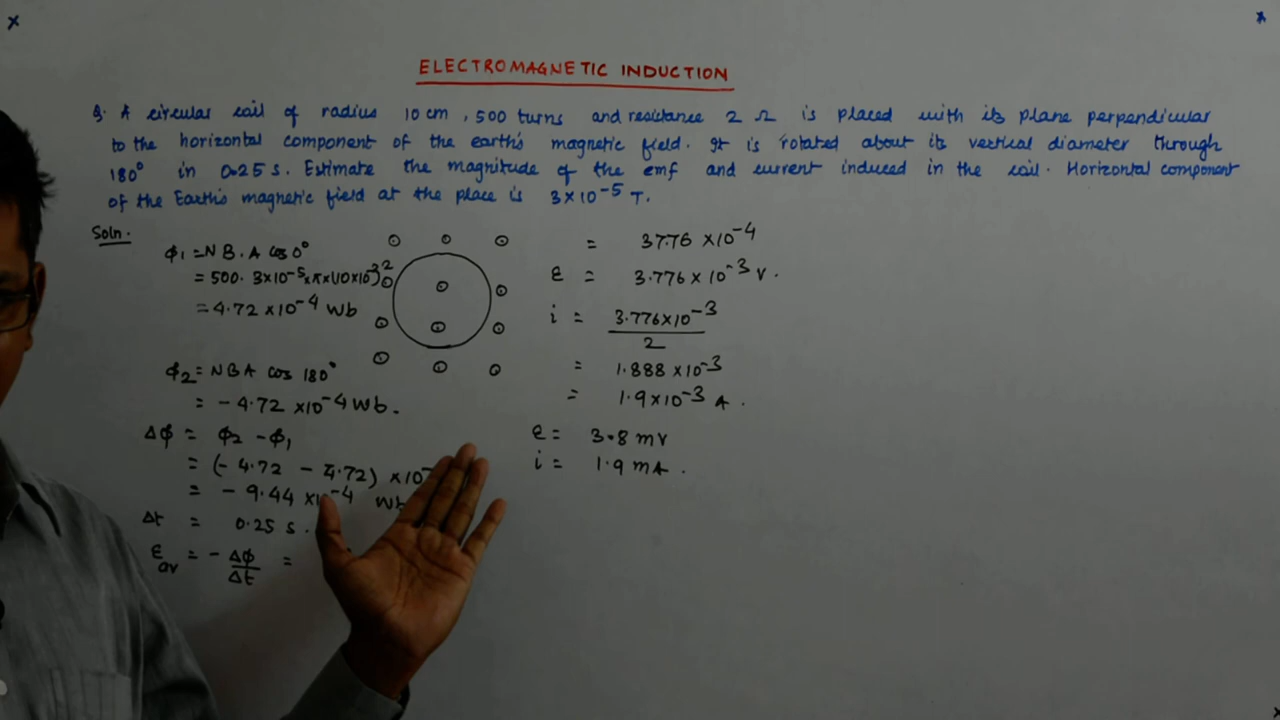 x
x
ELECTROMAGNETIC INDUCTION
Q. A circular coil of radius 10 cm, 500 turns and resistance 2 Ω is placed with its plane perpendicular
to the horizontal component of the earth's magnetic field. It is rotated about its vertical diameter through
180° in 0.25 s. Estimate the magnitude of the emf and current induced in the coil. Horizontal component
of the Earth's magnetic field at the place is 3×10⁻⁵ T.
Soln.
ϕ₁ = N B. A cos 0°
= 500. 3×10⁻⁵ × π × (10×10
= 4.72 × 10⁻⁴ Wb
ϕ₂ = N B A cos 180°
= - 4.72 × 10⁻⁴ Wb.
Δϕ = ϕ₂ - ϕ₁
= (- 4.72 - 4.72) × 10
= - 9.44 × 10⁻⁴ Wb
Δt = 0.25 s.
ε av = - Δϕ/Δt =
= 37.76 × 10⁻⁴
ε = 3.776 × 10⁻³ V.
i = 3.776×10⁻³ / 2
= 1.888 × 10⁻³
= 1.9 × 10⁻³ A.
e = 3.8 mV
i = 1.9 mA.